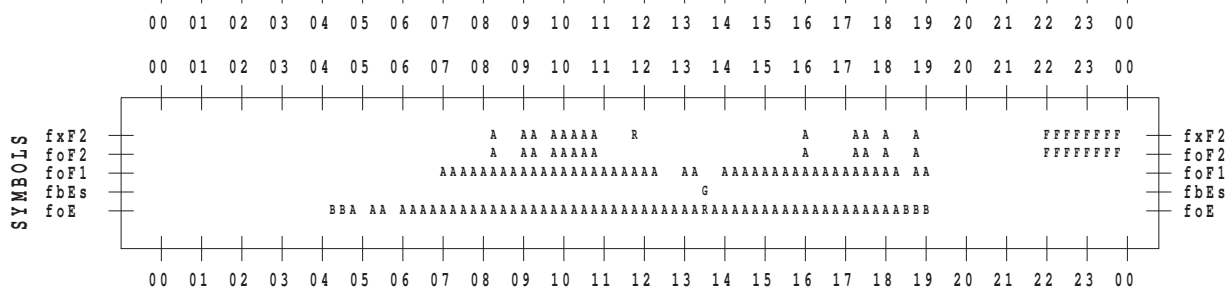 00 01 02 03 04 05 06 07 08 09 10 11 12 13 14 15 16 17 18 19 20 21 22 23 00
00 01 02 03 04 05 06 07 08 09 10 11 12 13 14 15 16 17 18 19 20 21 22 23 00
SYMBOLS
fxF2 A AA AAAAA R A AA A A FFFFFFFF fxF2
foF2 A AA AAAAA A AA A A FFFFFFFF foF2
foF1 AAAAAAAAAAAAAAAAAAAAAA AA AAAAAAAAAAAAAAAAAA AA foF1
fbEs G fbEs
foE BBA AA AAAAAAAAAAAAAAAAAAAAAAAAAAAAAARAAAAAAAAAAAAAAAAAAABBB foE
00 01 02 03 04 05 06 07 08 09 10 11 12 13 14 15 16 17 18 19 20 21 22 23 00